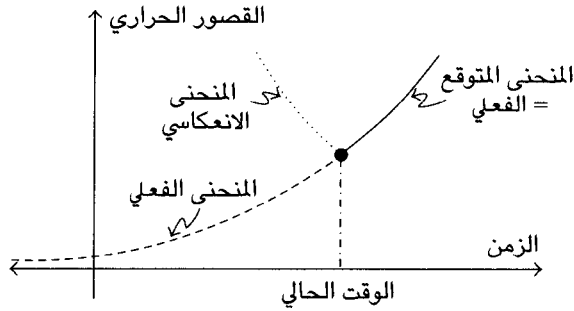 القصور الحراري
المنحنى المتوقع
= الفعلي
المنحنى
الانعكاسي
المنحنى الفعلي
الزمن
الوقت الحالي